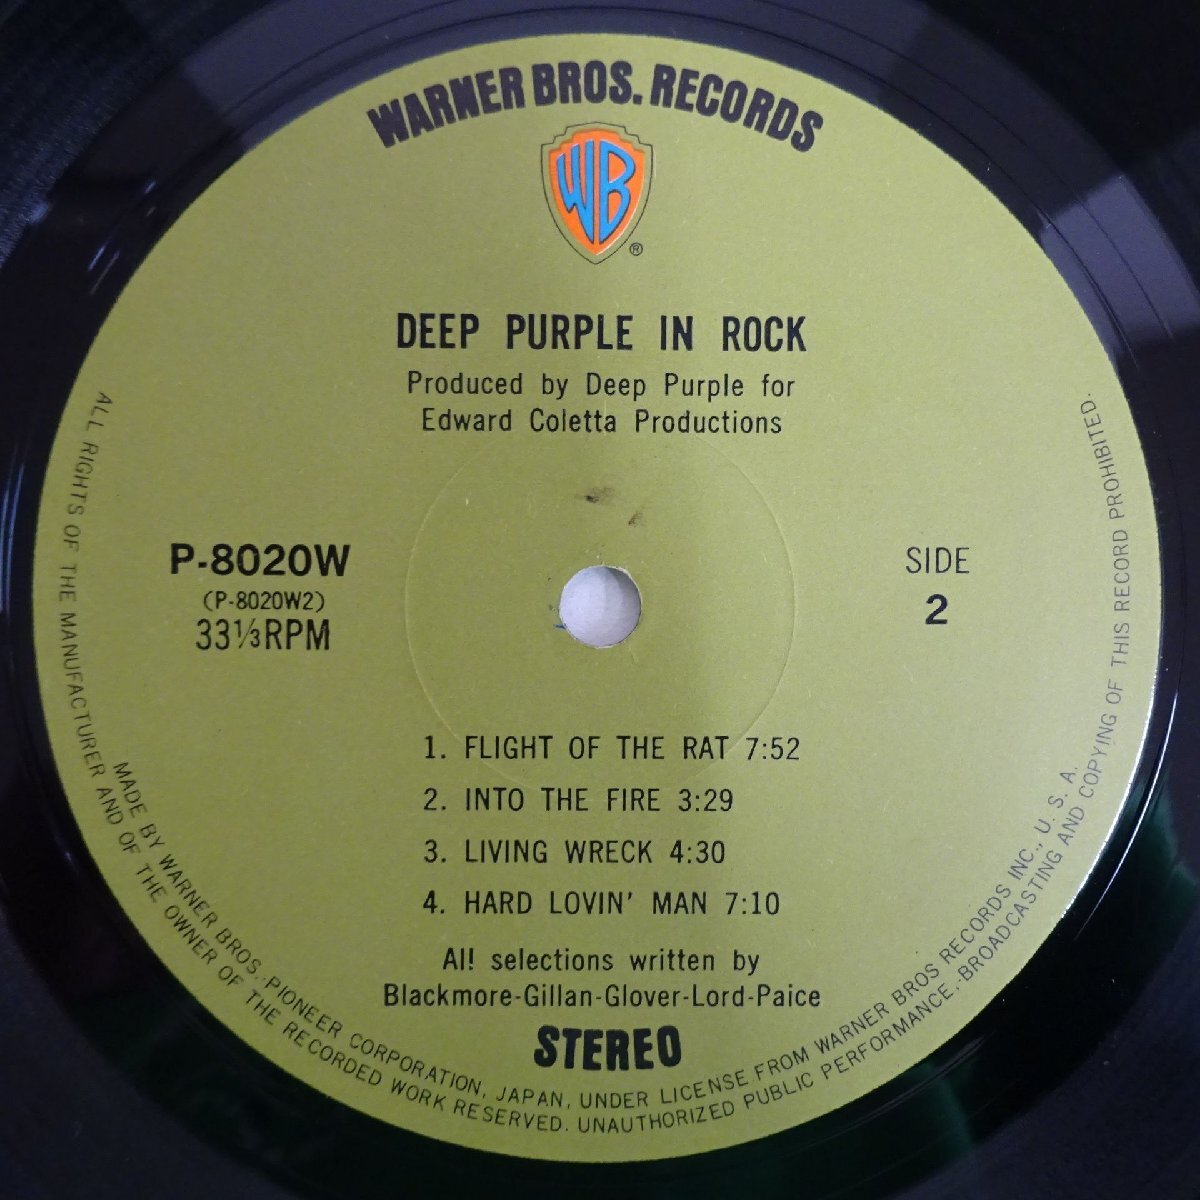 WARNER BROS. RECORDS
WB
®
DEEP PURPLE IN ROCK
Produced by Deep Purple for
Edward Coletta Productions
P-8020W
(P-8020W2)
33⅓RPM
SIDE
2
1. FLIGHT OF THE RAT 7:52
2. INTO THE FIRE 3:29
3. LIVING WRECK 4:30
4. HARD LOVIN' MAN 7:10
Al! selections written by
Blackmore-Gillan-Glover-Lord-Paice
STEREO
MADE BY WARNER BROS.·PIONEER CORPORATION, JAPAN, UNDER LICENSE FROM WARNER BROS RECORDS INC., U. S. A.
ALL RIGHTS OF THE MANUFACTURER AND OF THE OWNER OF THE RECORDED WORK RESERVED. UNAUTHORIZED PUBLIC PERFORMANCE,·BROADCASTING AND COPYING OF THIS RECORD PROHIBITED.